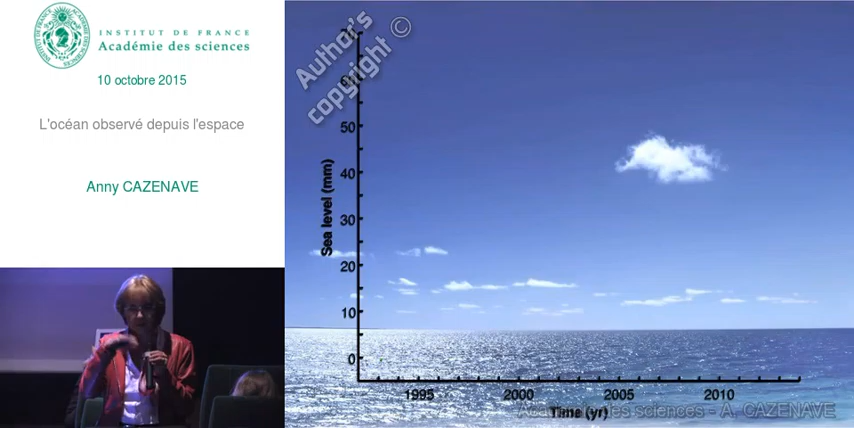 INSTITUT DE FRANCE
Académie des sciences
10 octobre 2015
L'océan observé depuis l'espace
Anny CAZENAVE
Author's
copyright ©
50
40
30
20
10
0
Sea level (mm)
1995
2000
2005
2010
Time (yr)
Académie des sciences - A. CAZENAVE